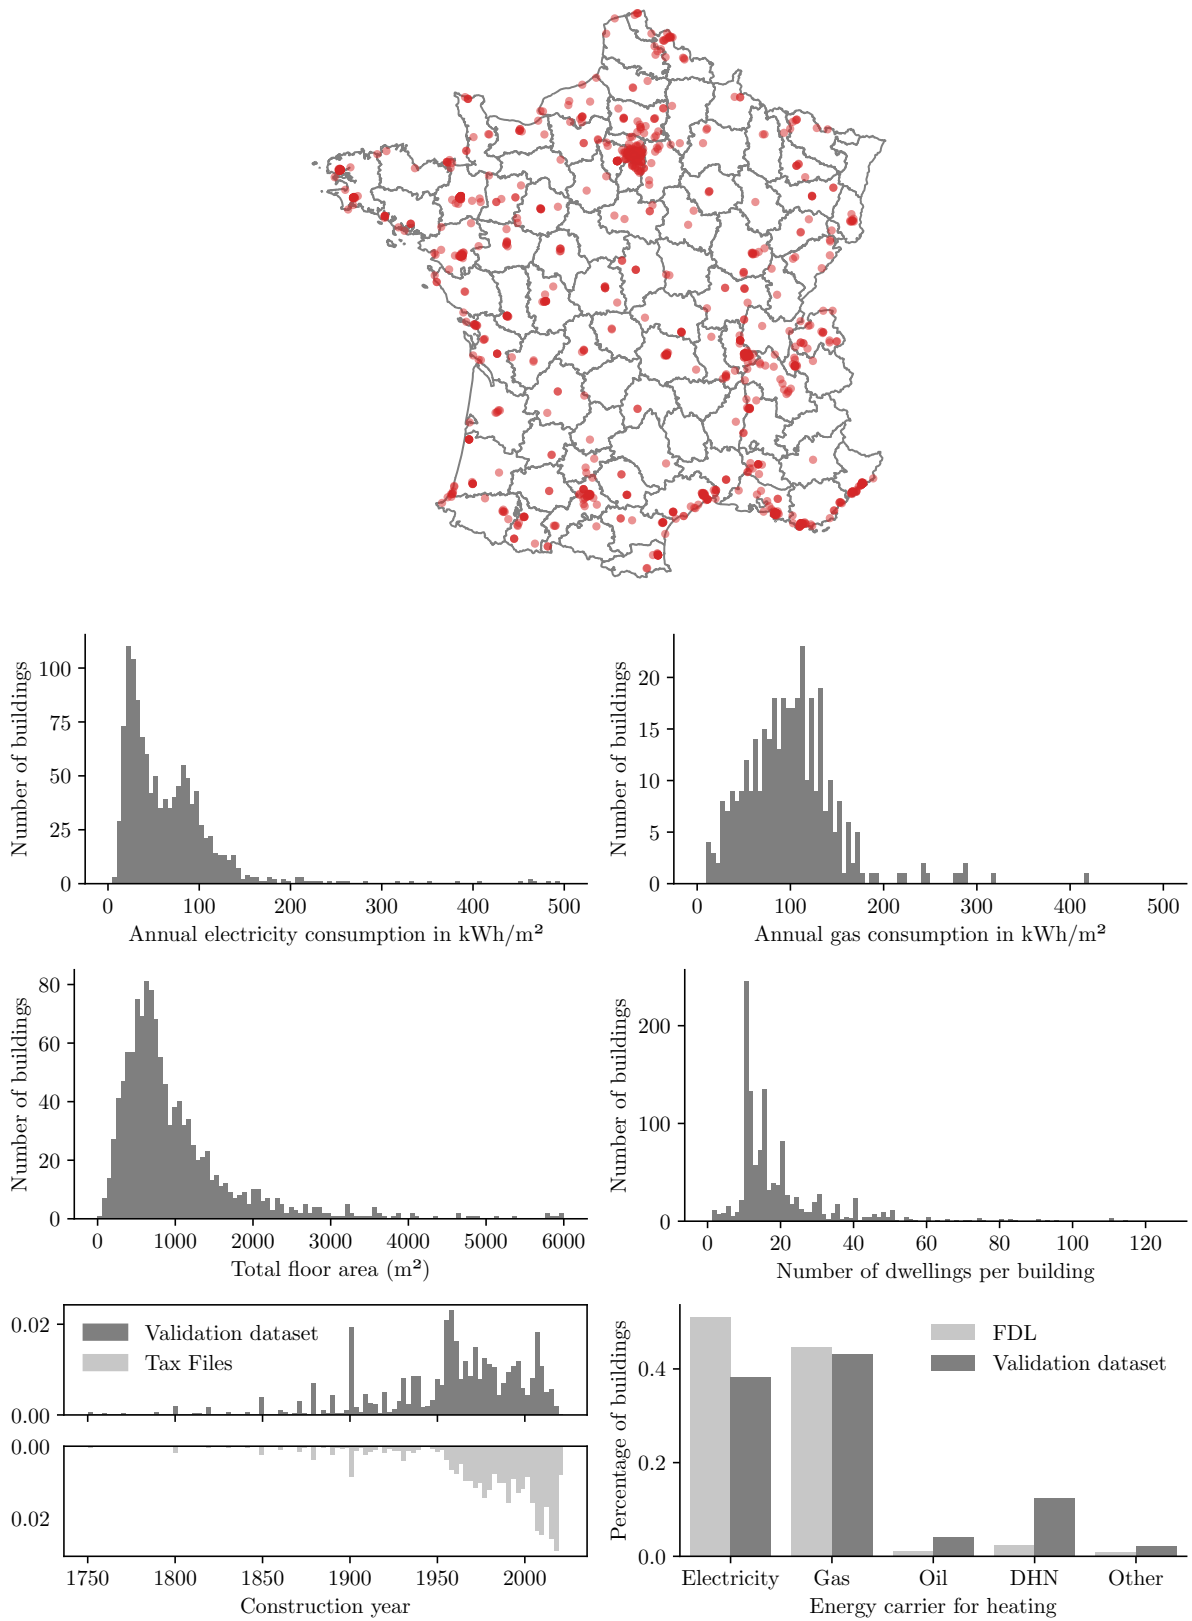 Number of buildings
100
75
50
25
0
0 100 200 300 400 500
Annual electricity consumption in kWh/m²
Number of buildings
20
15
10
5
0
0 100 200 300 400 500
Annual gas consumption in kWh/m²
Number of buildings
80
60
40
20
0
0 1000 2000 3000 4000 5000 6000
Total floor area (m²)
Number of buildings
200
100
0
0 20 40 60 80 100 120
Number of dwellings per building
0.02
0.00
Validation dataset
Tax Files
0.00
0.02
1750 1800 1850 1900 1950 2000
Construction year
Percentage of buildings
0.4
0.2
0.0
FDL
Validation dataset
Electricity Gas Oil DHN Other
Energy carrier for heating